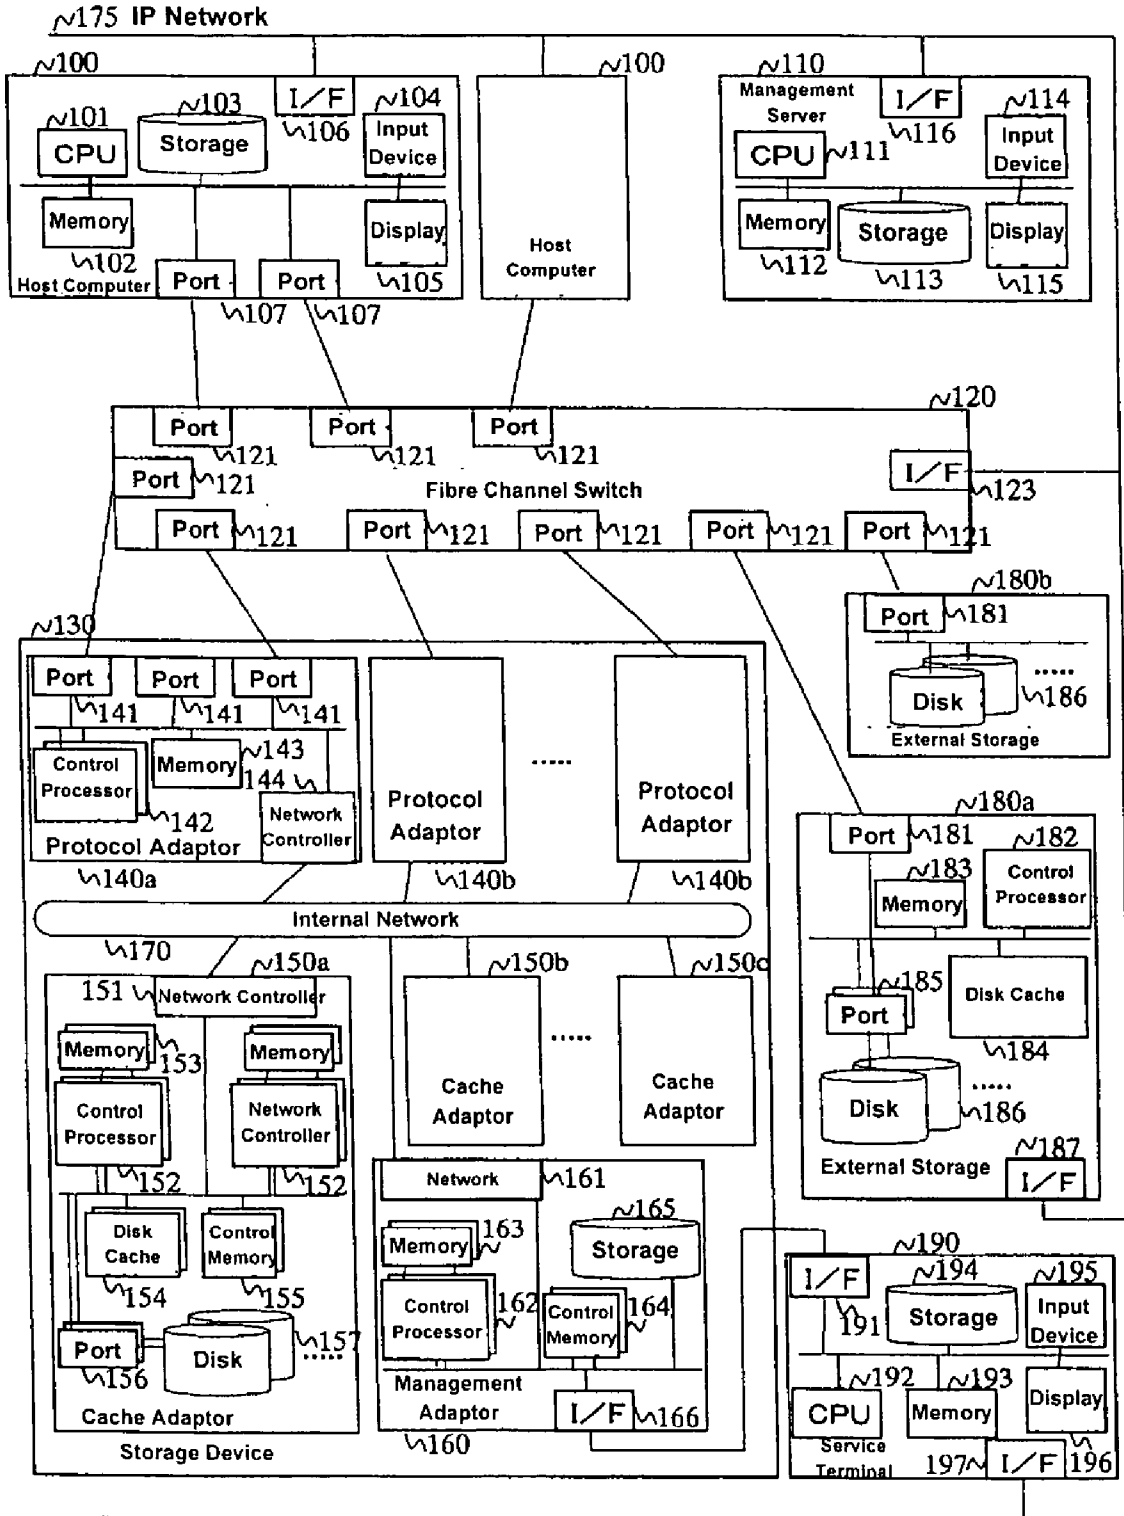 175 IP Network
100
100
110
101
103
I/F
104
CPU
Storage
106
Input
Device
Memory
102
Display
105
Host Computer
Port
Port
107
107
Host
Computer
Management
Server
I/F
114
CPU
111
116
Input
Device
Memory
112
Storage
113
Display
115
120
Port
Port
Port
121
121
121
Port
121
Fibre Channel Switch
I/F
123
Port
121
Port
121
Port
121
Port
121
Port
121
180b
Port
181
Disk
186
.....
External Storage
130
Port
Port
Port
141
141
141
Control
Processor
142
Memory
143
144
Network
Controller
Protocol Adaptor
140a
Protocol
Adaptor
140b
.....
Protocol
Adaptor
140b
Internal Network
170
180a
Port
181
182
183
Memory
Control
Processor
185
Port
Disk Cache
184
Disk
186
.....
External Storage
187
I/F
150a
151
Network Controller
Memory
153
Memory
Control
Processor
152
Network
Controller
152
Disk
Cache
154
Control
Memory
155
Port
156
Disk
157
.....
Cache Adaptor
150b
Cache
Adaptor
.....
150c
Cache
Adaptor
Network
161
Memory
163
165
Storage
Control
Processor
162
Control
Memory
164
Management
Adaptor
I/F
166
160
Storage Device
190
I/F
191
194
Storage
195
Input
Device
192
CPU
193
Memory
Display
196
Service
Terminal
197
I/F